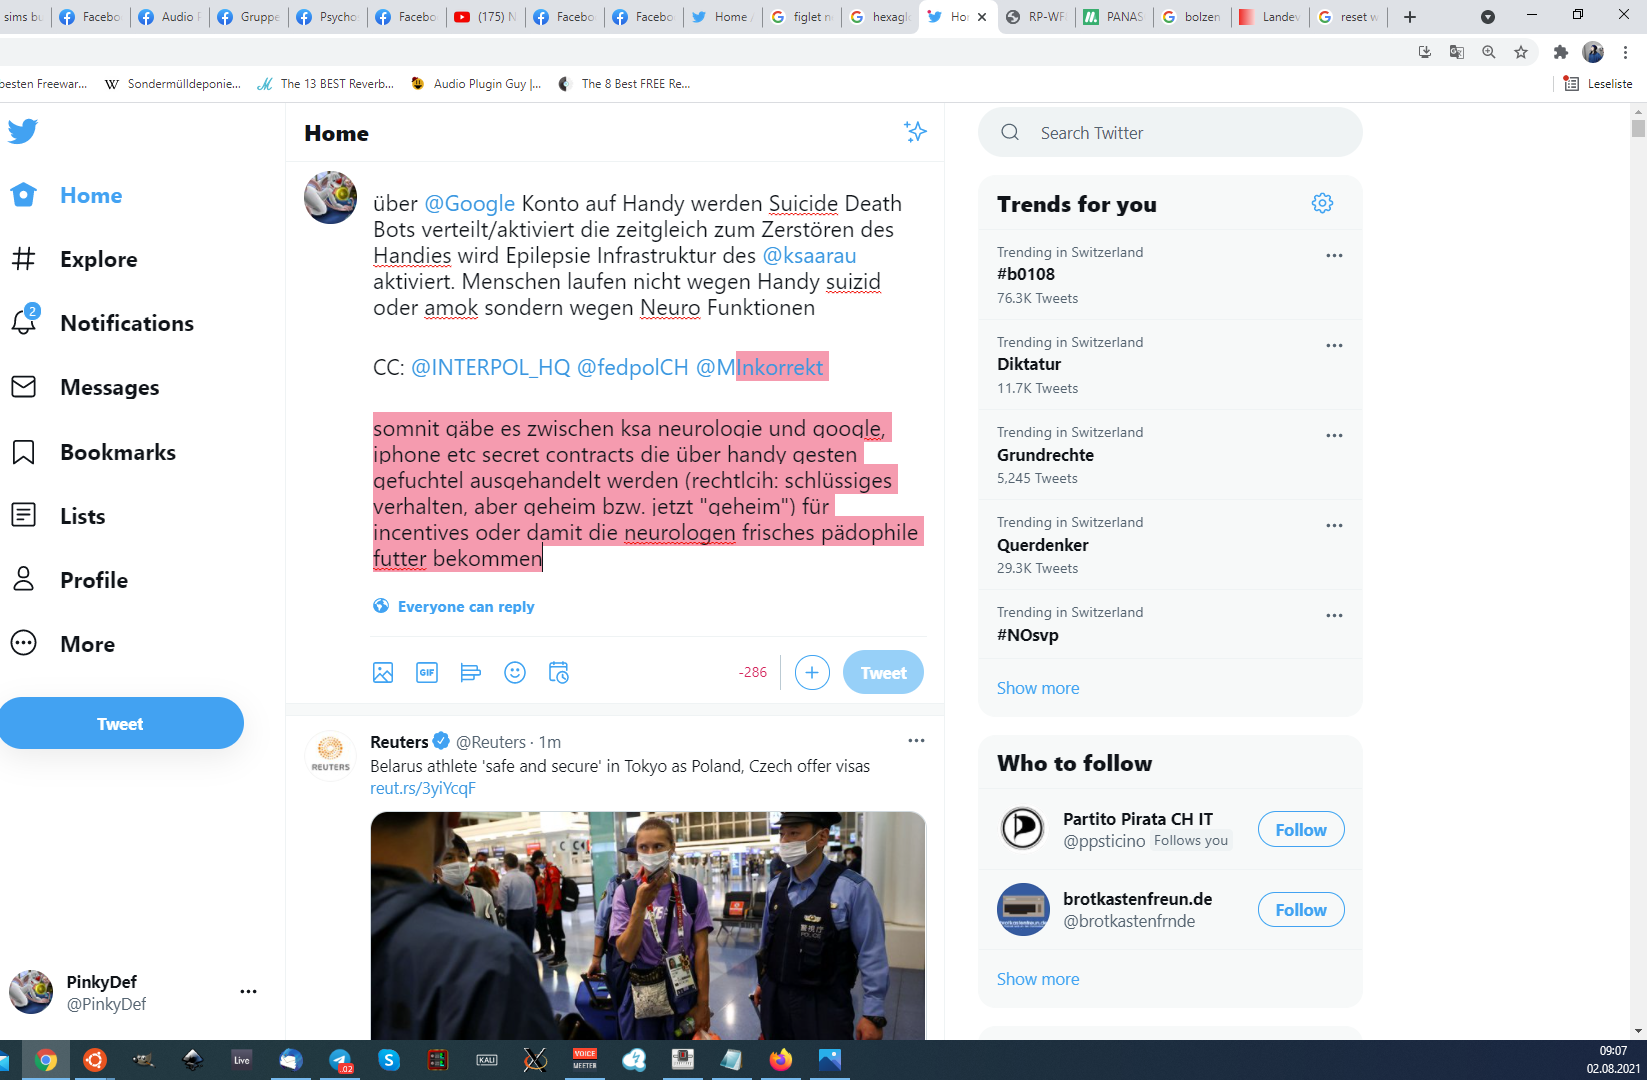 sims bu
Facebo
Audio
Gruppe
Psycho
Facebo
(175) N
Facebo
Facebo
Home
figlet n
hexagl
Ho
RP-WF
PANAS
bolzen
Landev
reset w
besten Freewar...
Sondermülldeponie...
The 13 BEST Reverb...
Audio Plugin Guy |...
The 8 Best FREE Re...
Leseliste
Home
Explore
2
Notifications
Messages
Bookmarks
Lists
Profile
More
Tweet
PinkyDef
@PinkyDef
Home
über @Google Konto auf Handy werden Suicide Death
Bots verteilt/aktiviert die zeitgleich zum Zerstören des
Handies wird Epilepsie Infrastruktur des @ksaarau
aktiviert. Menschen laufen nicht wegen Handy suizid
oder amok sondern wegen Neuro Funktionen
CC: @INTERPOL_HQ @fedpolCH @MInkorrekt
somnit gäbe es zwischen ksa neurologie und google,
iphone etc secret contracts die über handy gesten
gefuchtel ausgehandelt werden (rechtlcih: schlüssiges
verhalten, aber geheim bzw. jetzt "geheim") für
incentives oder damit die neurologen frisches pädophile
futter bekommen
Everyone can reply
GIF
-286
Tweet
Reuters @Reuters · 1m
REUTERS
Belarus athlete 'safe and secure' in Tokyo as Poland, Czech offer visas
reut.rs/3yiYcqF
警視庁
POLICE
Search Twitter
Trends for you
Trending in Switzerland
#b0108
76.3K Tweets
Trending in Switzerland
Diktatur
11.7K Tweets
Trending in Switzerland
Grundrechte
5,245 Tweets
Trending in Switzerland
Querdenker
29.3K Tweets
Trending in Switzerland
#NOsvp
Show more
Who to follow
Partito Pirata CH IT
@ppsticino Follows you
Follow
brotkastenfreun.de
@brotkastenfrnde
Follow
Show more
Live
.02
KALI
VOICE
MEETER
09:07
02.08.2021